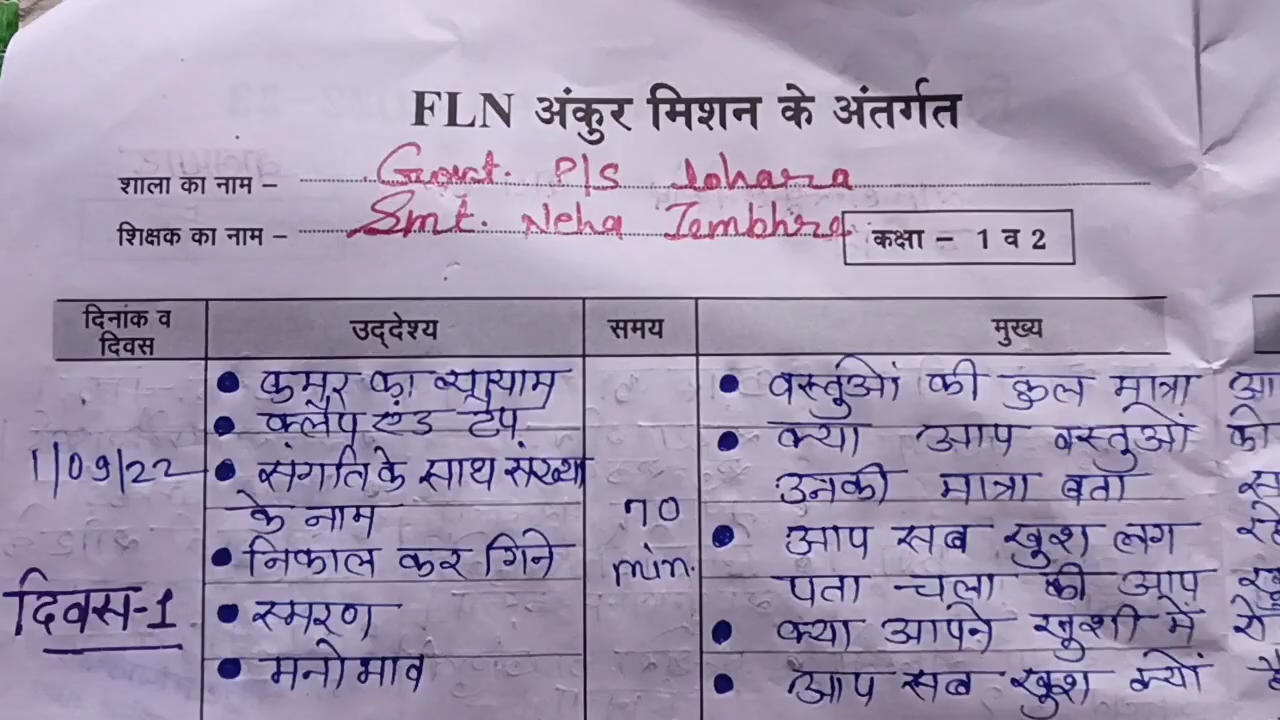 FLN अंकुर मिशन के अंतर्गत
शाला का नाम – Govt. P/S Lohara
शिक्षक का नाम – Smt. Neha Tembhre
कक्षा – 1 व 2
दिनांक व दिवस
उद्देश्य
समय
मुख्य
1/09/22
दिवस-1
• कमर का व्यायाम
• क्लैप एंड टैप
• संगति के साथ संख्या
के नाम
• निकाल कर गिने
• स्मरण
• मनोभाव
70
min.
• वस्तुओं की कुल मात्रा आ
• क्या आप वस्तुओं को
उनकी मात्रा बता
• आप सब खुश लग
पता चला की आप
• क्या आपने खुशी में
• आप सब खुश क्यों